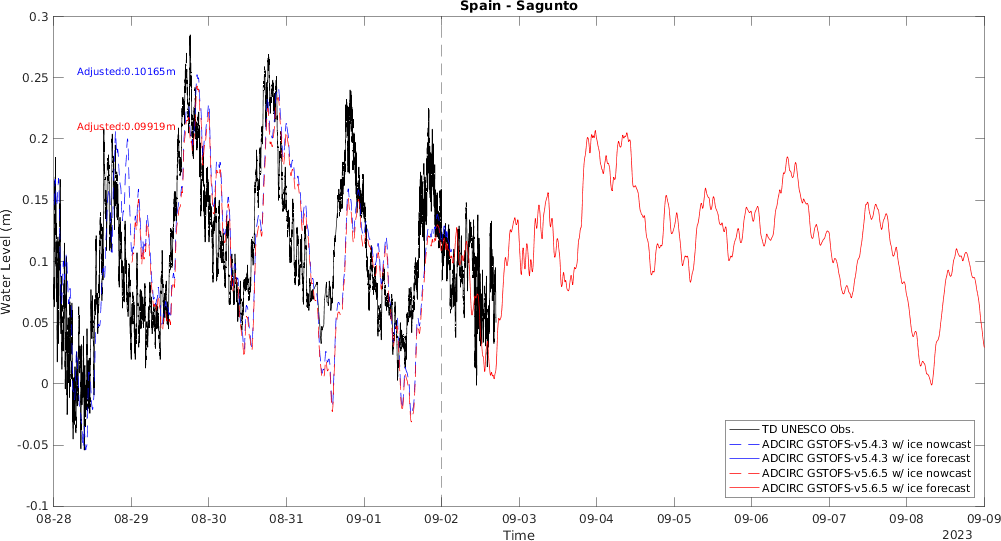 Spain - Sagunto
0.3
0.25
0.2
0.15
0.1
0.05
0
-0.05
-0.1
Water Level (m)
Adjusted:0.10165m
Adjusted:0.09919m
TD UNESCO Obs.
ADCIRC GSTOFS-v5.4.3 w/ ice nowcast
ADCIRC GSTOFS-v5.4.3 w/ ice forecast
ADCIRC GSTOFS-v5.6.5 w/ ice nowcast
ADCIRC GSTOFS-v5.6.5 w/ ice forecast
08-28 08-29 08-30 08-31 09-01 09-02 09-03 09-04 09-05 09-06 09-07 09-08 09-09
Time
2023